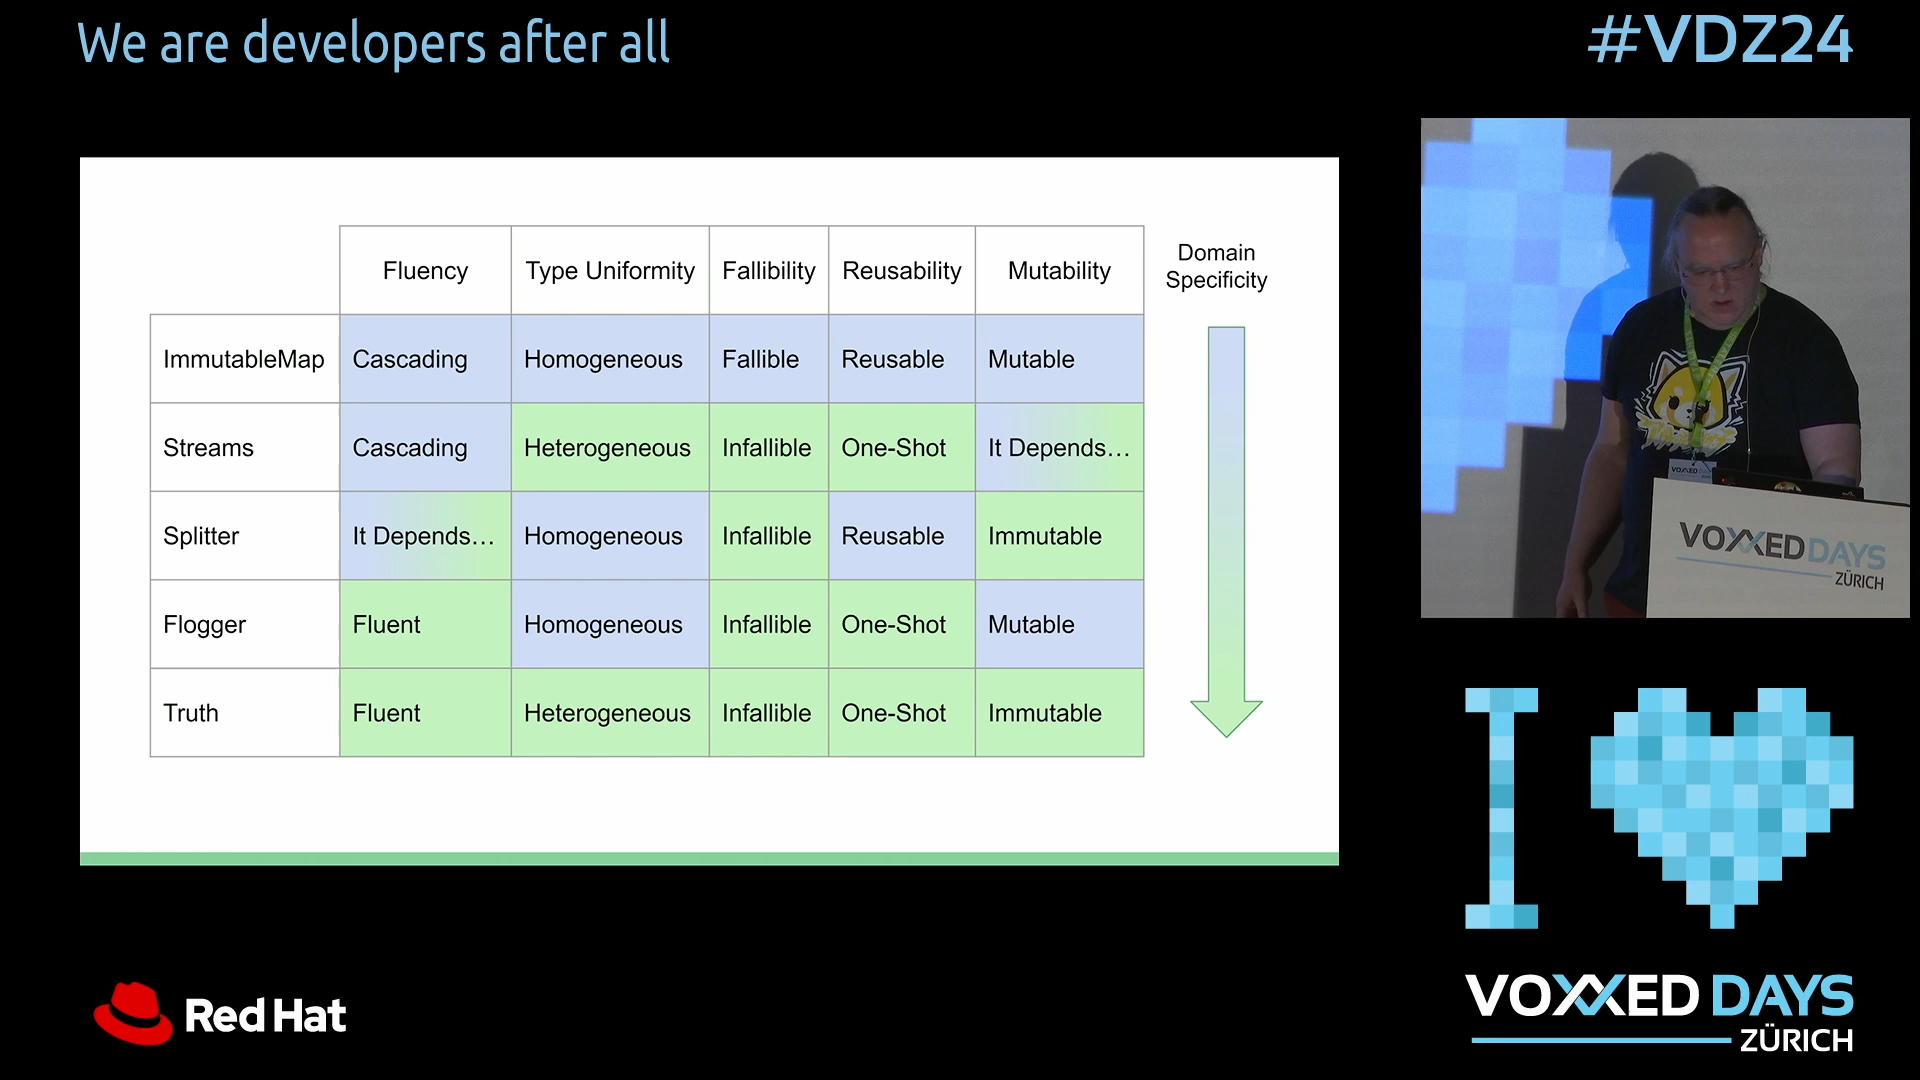 We are developers after all
#VDZ24
Fluency Type Uniformity Fallibility Reusability Mutability
Domain
Specificity
ImmutableMap Cascading Homogeneous Fallible Reusable Mutable
Streams Cascading Heterogeneous Infallible One-Shot It Depends...
Splitter It Depends... Homogeneous Infallible Reusable Immutable
Flogger Fluent Homogeneous Infallible One-Shot Mutable
Truth Fluent Heterogeneous Infallible One-Shot Immutable
VOXXED DAYS
ZÜRICH
I
Red Hat
VOXXED DAYS
ZÜRICH